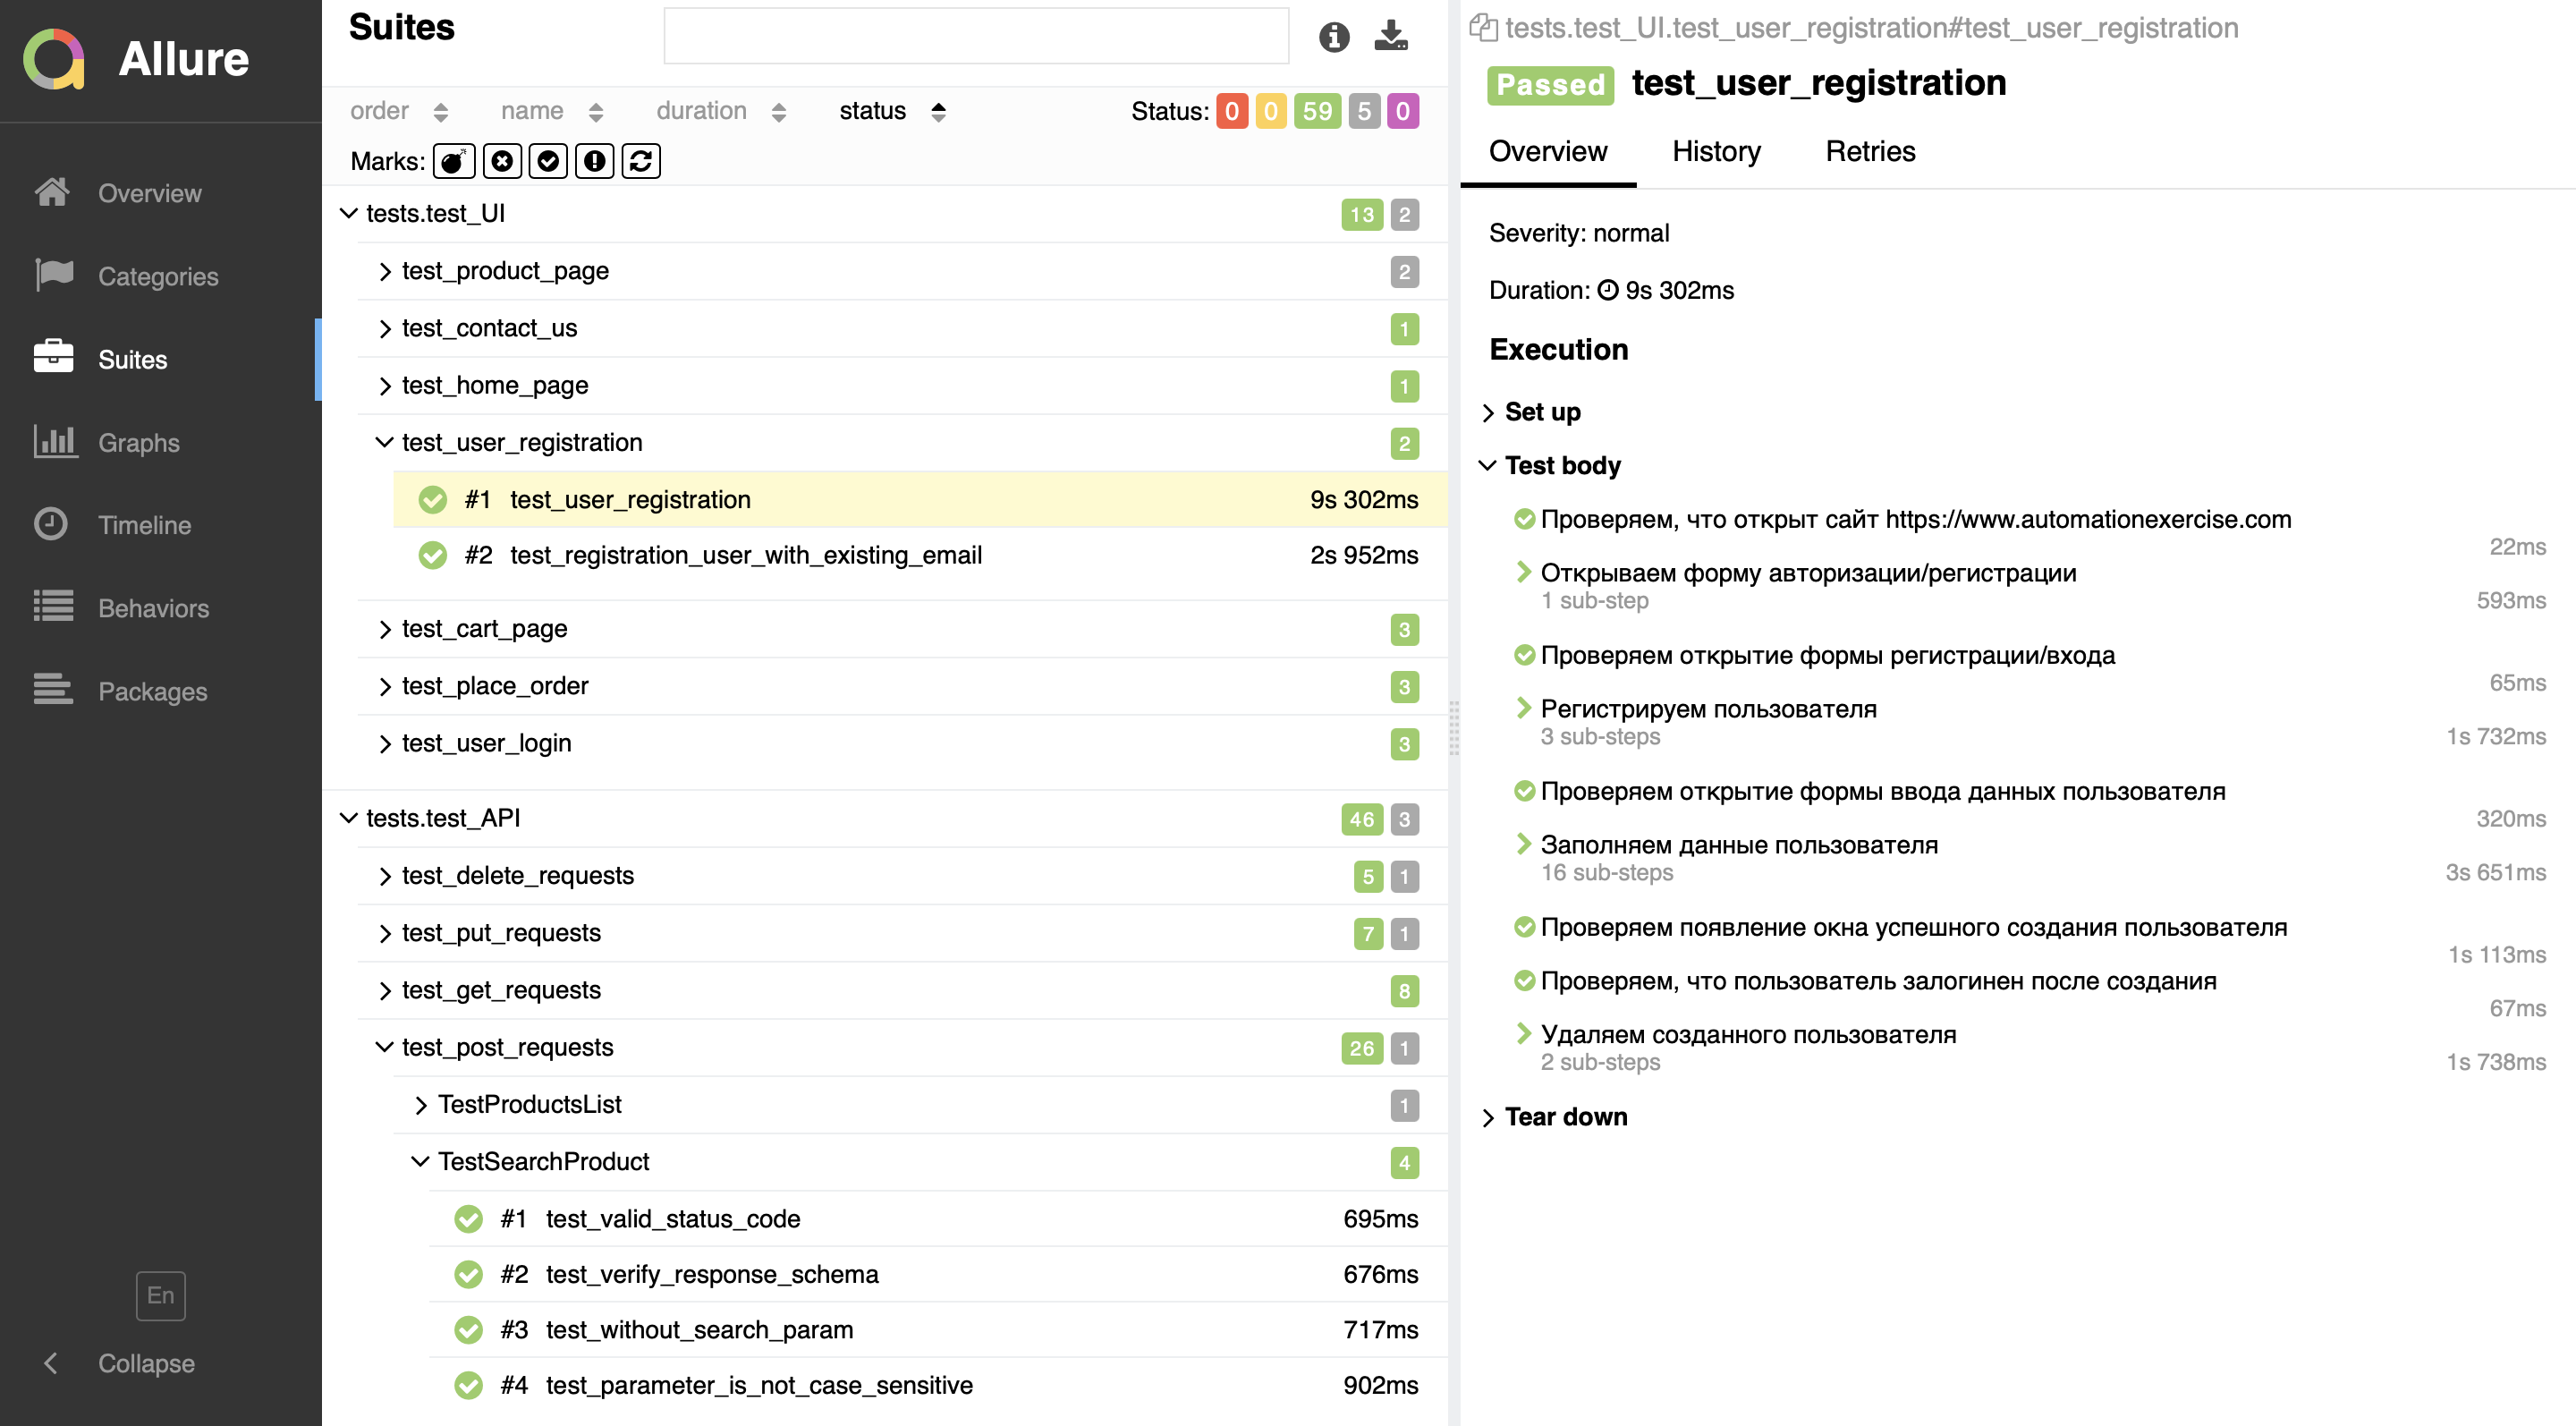 Allure
Overview
Categories
Suites
Graphs
Timeline
Behaviors
Packages
En
Collapse
Suites
order name duration status Status: 0 0 59 5 0
Marks:
tests.test_UI 13 2
test_product_page 2
test_contact_us 1
test_home_page 1
test_user_registration 2
#1 test_user_registration 9s 302ms
#2 test_registration_user_with_existing_email 2s 952ms
test_cart_page 3
test_place_order 3
test_user_login 3
tests.test_API 46 3
test_delete_requests 5 1
test_put_requests 7 1
test_get_requests 8
test_post_requests 26 1
TestProductsList 1
TestSearchProduct 4
#1 test_valid_status_code 695ms
#2 test_verify_response_schema 676ms
#3 test_without_search_param 717ms
#4 test_parameter_is_not_case_sensitive 902ms
tests.test_UI.test_user_registration#test_user_registration
Passed test_user_registration
Overview History Retries
Severity: normal
Duration: 9s 302ms
Execution
Set up
Test body
Проверяем, что открыт сайт https://www.automationexercise.com
22ms
Открываем форму авторизации/регистрации
1 sub-step 593ms
Проверяем открытие формы регистрации/входа
65ms
Регистрируем пользователя
3 sub-steps 1s 732ms
Проверяем открытие формы ввода данных пользователя
320ms
Заполняем данные пользователя
16 sub-steps 3s 651ms
Проверяем появление окна успешного создания пользователя
1s 113ms
Проверяем, что пользователь залогинен после создания
67ms
Удаляем созданного пользователя
2 sub-steps 1s 738ms
Tear down